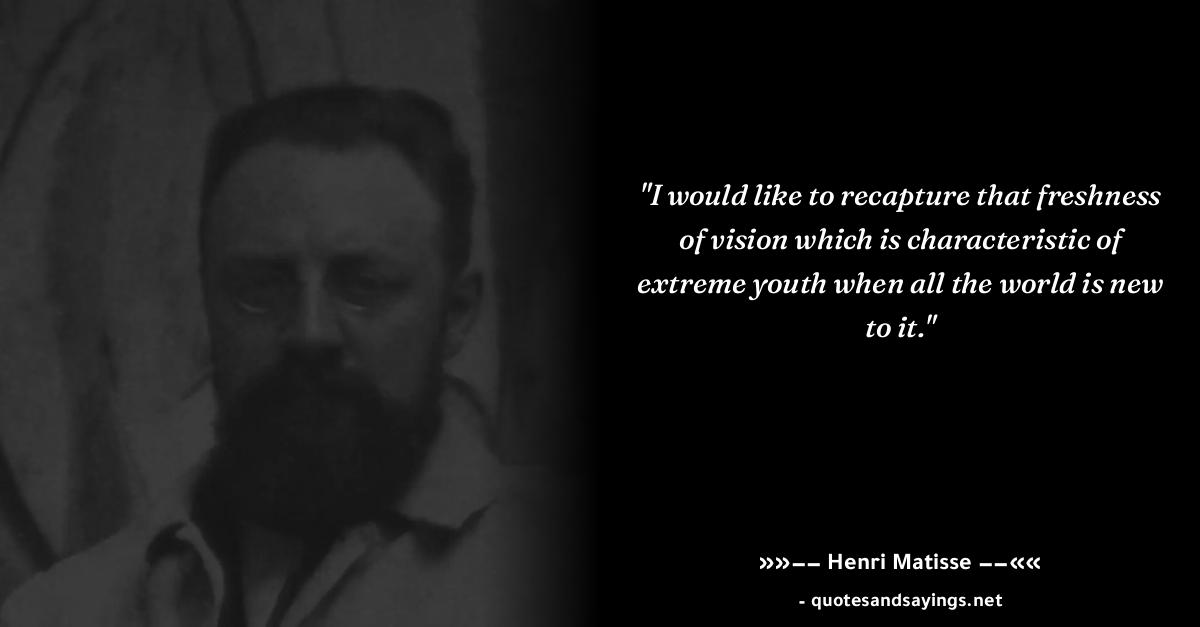 "I would like to recapture that freshness
of vision which is characteristic of
extreme youth when all the world is new
to it."
»»−− Henri Matisse −−««
- quotesandsayings.net